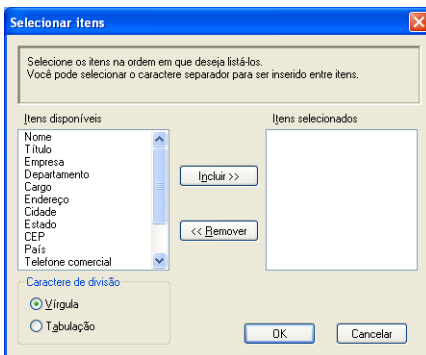 Selecionar itens
Selecione os itens na ordem em que deseja listá-los.
Você pode selecionar o caractere separador para ser inserido entre itens.
Itens disponíveis
Itens selecionados
Nome
Título
Empresa
Departamento
Cargo
Endereço
Cidade
Estado
CEP
País
Telefone comercial
Incluir >>
<< Remover
Caractere de divisão
Vírgula
Tabulação
OK
Cancelar